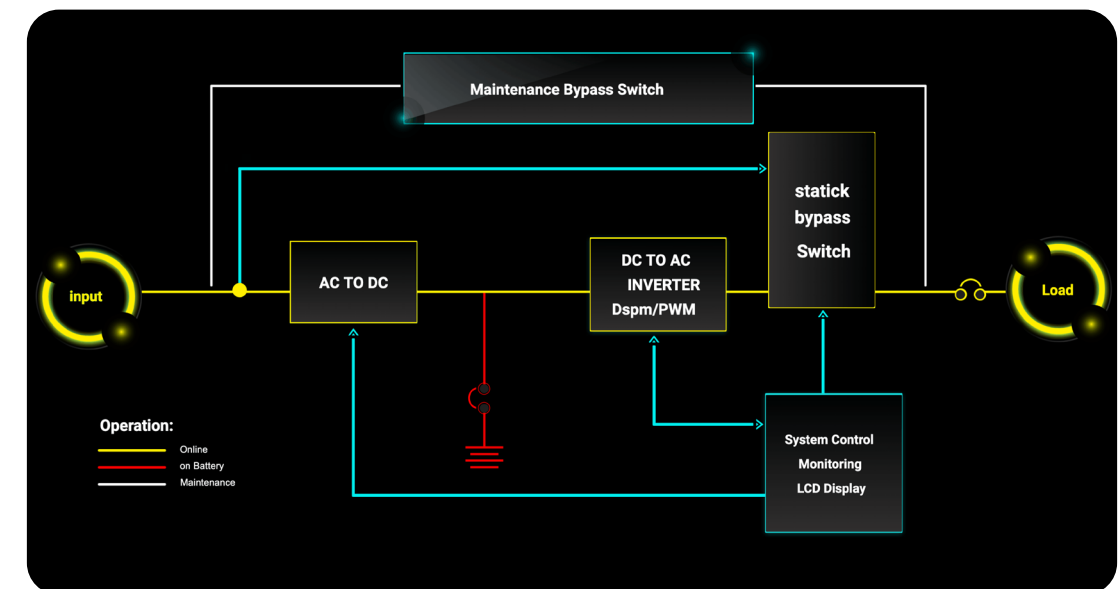 Maintenance Bypass Switch
statick
bypass
Switch
input
AC TO DC
DC TO AC
INVERTER
Dspm/PWM
Load
Operation:
Online
on Battery
Maintenance
System Control
Monitoring
LCD Display